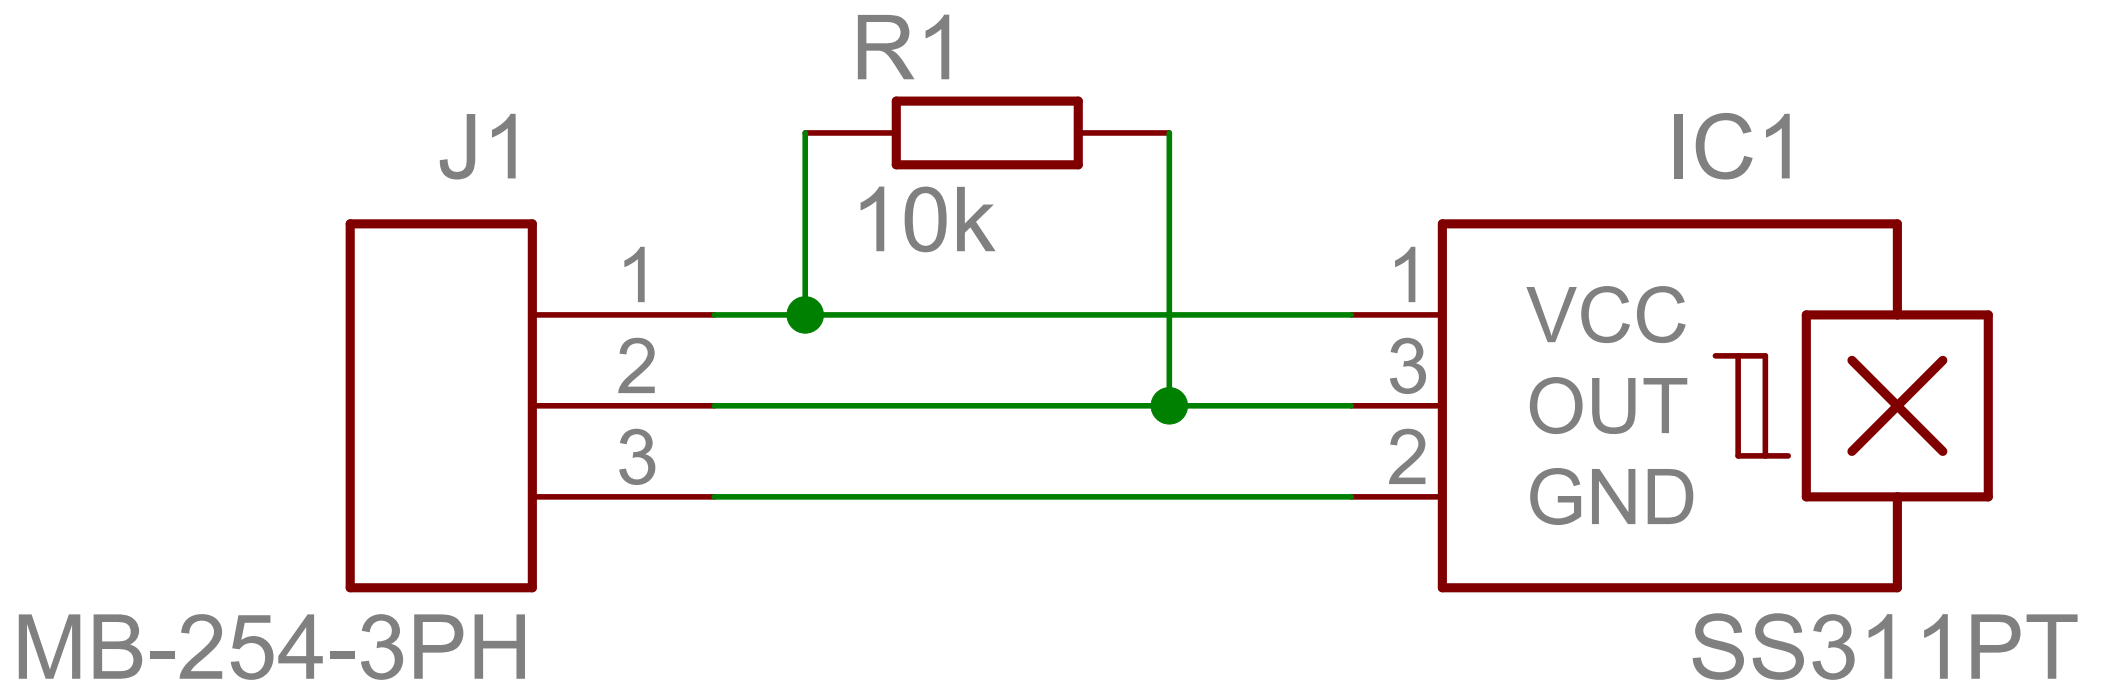 R1
J1
IC1
10k
1
1
VCC
2
3
OUT
3
2
GND
MB-254-3PH
SS311PT